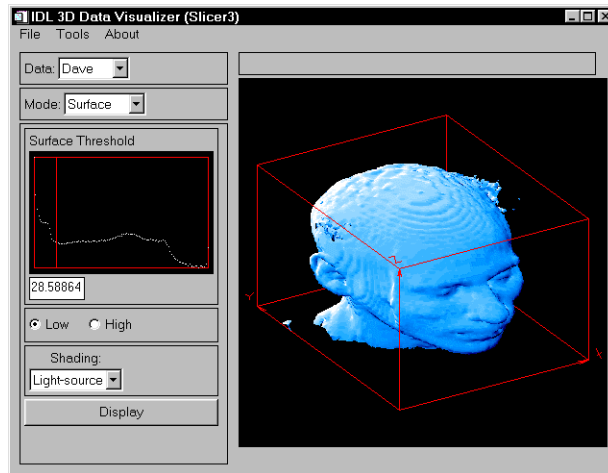 IDL 3D Data Visualizer (Slicer3)
File Tools About
Data: Dave
Mode: Surface
Surface Threshold
28.58864
Low High
Shading:
Light-source
Display
Z
Y
X